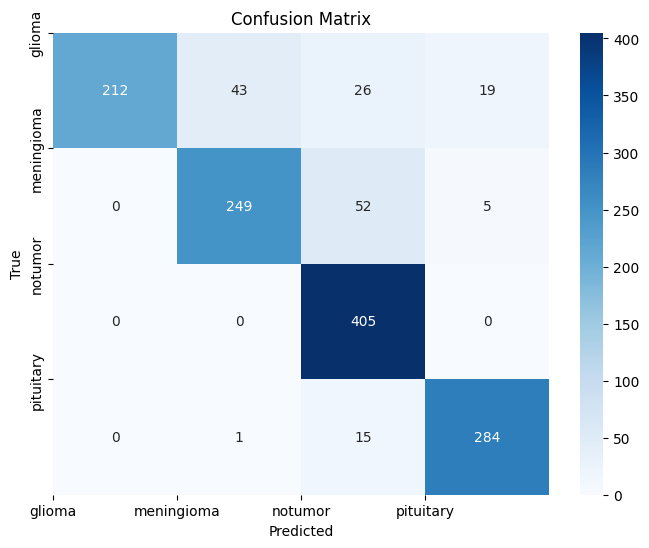 Confusion Matrix
glioma
212 43 26 19
meningioma
0 249 52 5
True
notumor
0 0 405 0
pituitary
0 1 15 284
glioma meningioma notumor pituitary
Predicted
400
350
300
250
200
150
100
50
0